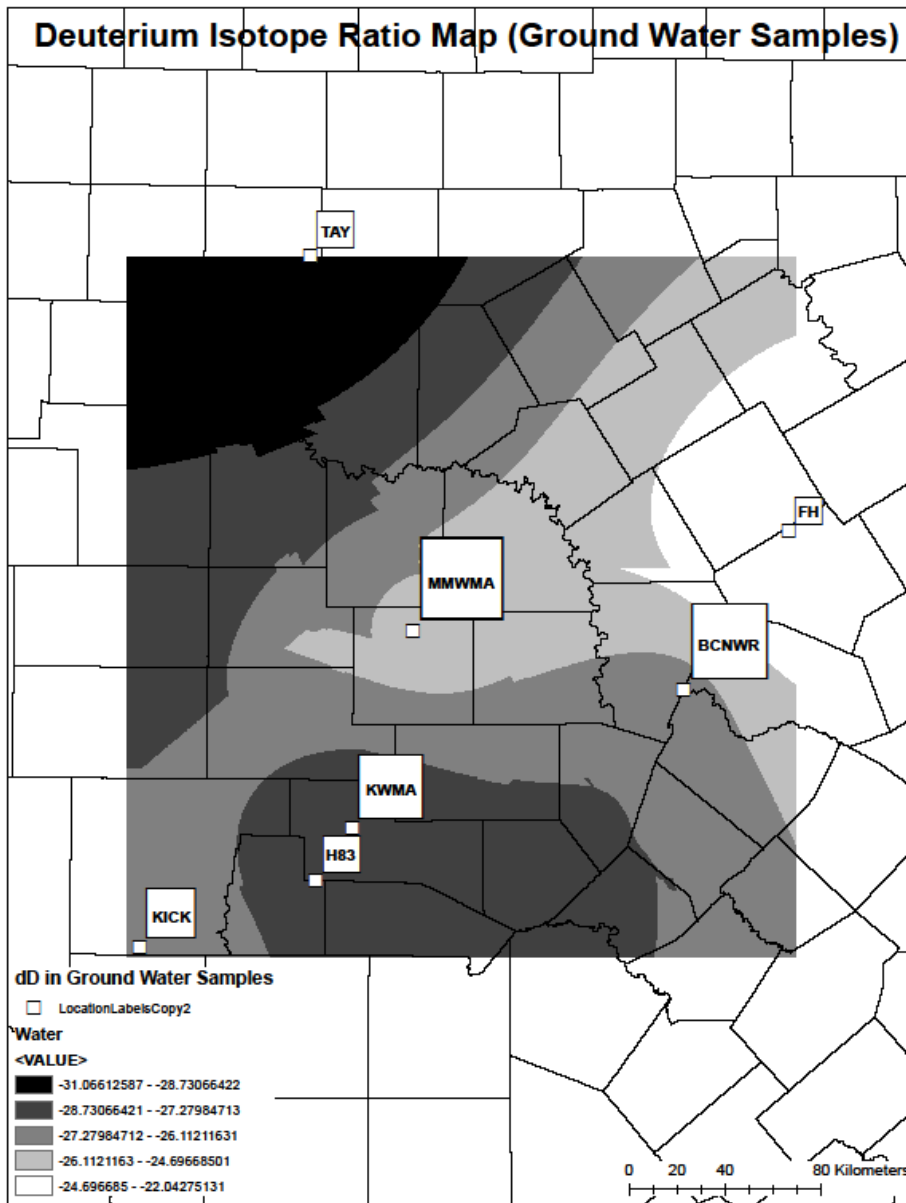 Deuterium Isotope Ratio Map (Ground Water Samples)
TAY
FH
MMWMA
BCNWR
KWMA
H83
KICK
dD in Ground Water Samples
LocationLabelsCopy2
Water
<VALUE>
-31.06612587 - -28.73066422
-28.73066421 - -27.27984713
-27.27984712 - -26.11211631
-26.1121163 - -24.69668501
-24.696685 - -22.04275131
0 20 40 80 Kilometers